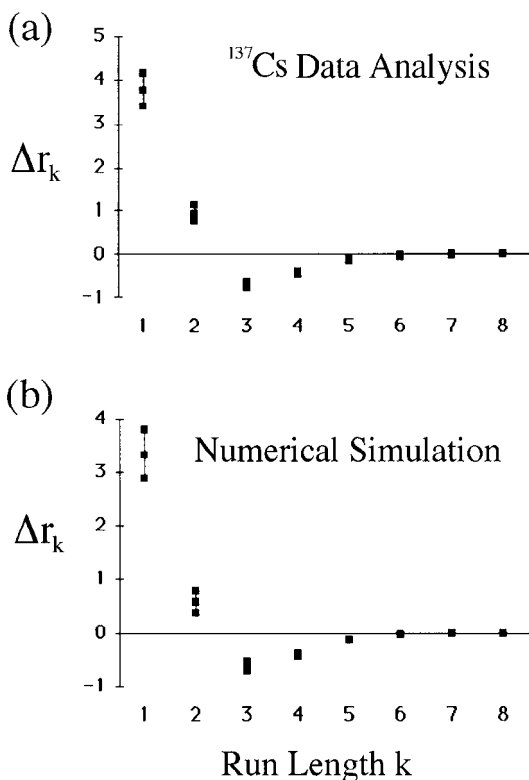 (a)
137Cs Data Analysis
5
4
3
Δrk
2
1
0
−1
1 2 3 4 5 6 7 8
(b)
Numerical Simulation
4
3
Δrk
2
1
0
−1
1 2 3 4 5 6 7 8
Run Length k